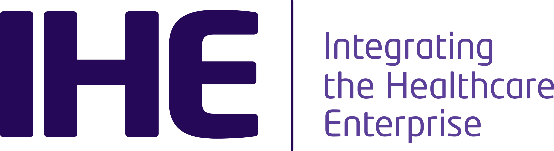 IHE
Integrating
the Healthcare
Enterprise